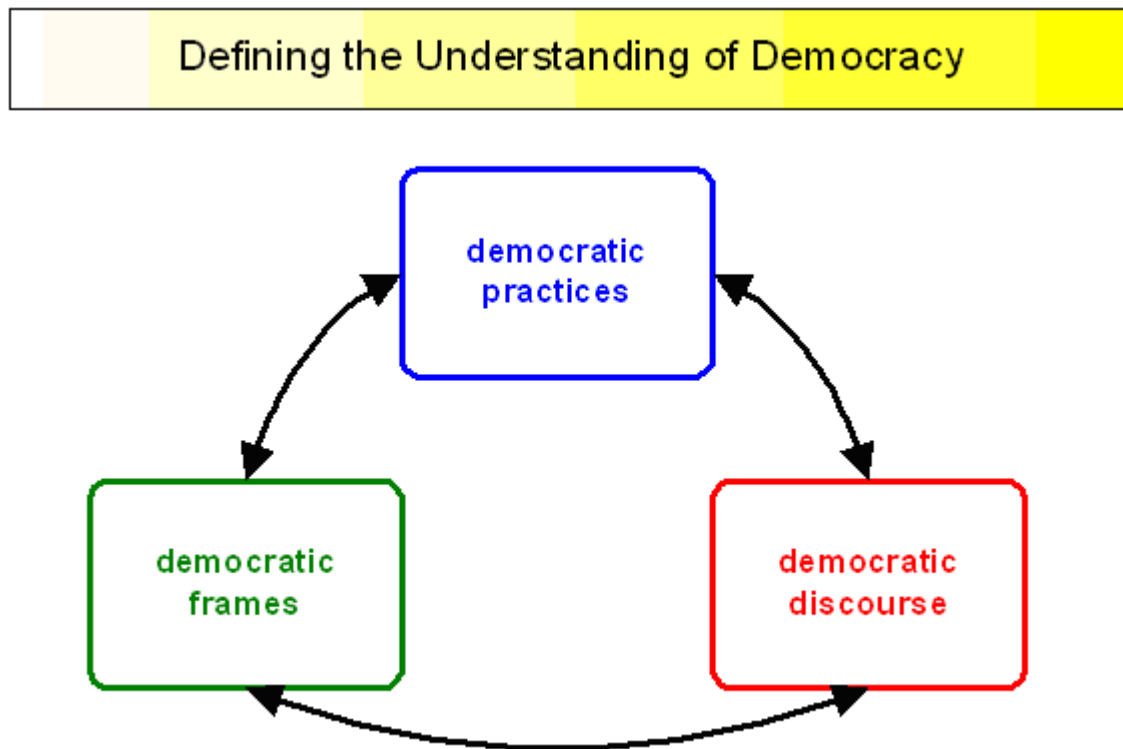 Defining the Understanding of Democracy
democratic
practices
democratic
frames
democratic
discourse